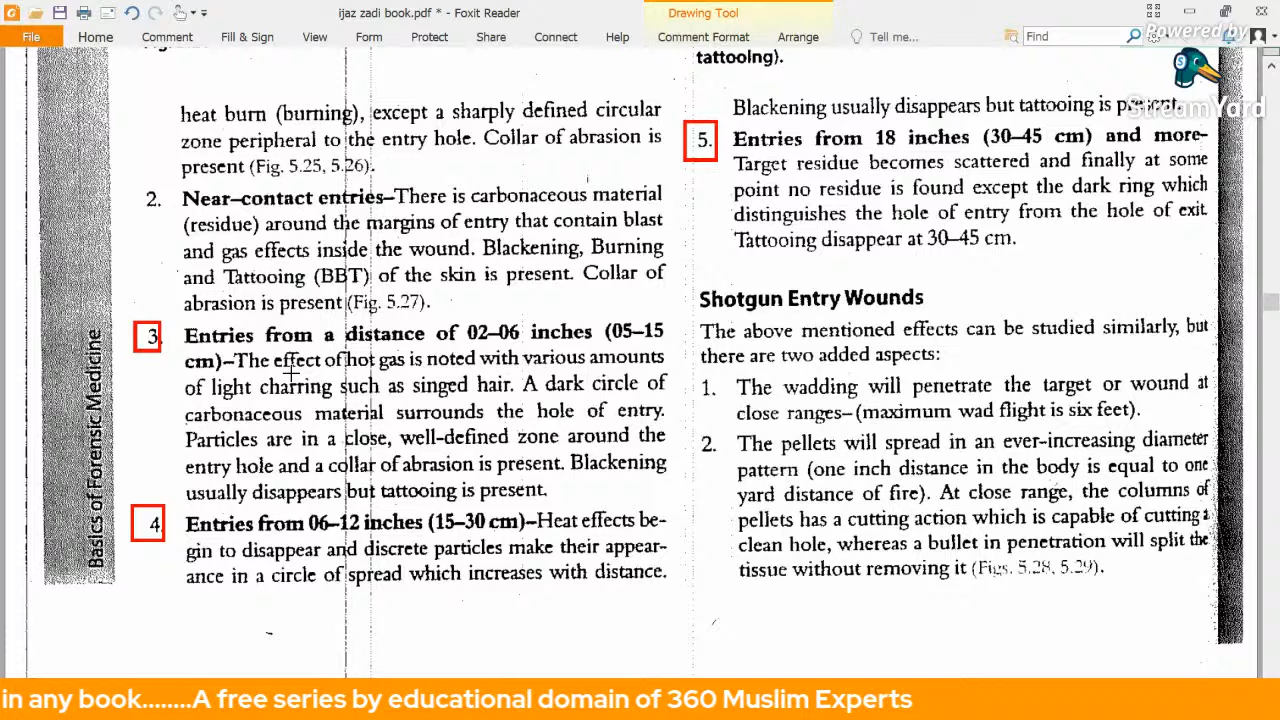 ijaz zadi book.pdf * - Foxit Reader
Drawing Tool
File
Home
Comment
Fill & Sign
View
Form
Protect
Share
Connect
Help
Comment Format
Arrange
Tell me...
Find
Powered by
StreamYard
heat burn (burning), except a sharply defined circular
zone peripheral to the entry hole. Collar of abrasion is
present (Fig. 5.25, 5.26).
2. Near–contact entries–There is carbonaceous material
(residue) around the margins of entry that contain blast
and gas effects inside the wound. Blackening, Burning
and Tattooing (BBT) of the skin is present. Collar of
abrasion is present (Fig. 5.27).
3. Entries from a distance of 02–06 inches (05–15
cm)–The effect of hot gas is noted with various amounts
of light charring such as singed hair. A dark circle of
carbonaceous material surrounds the hole of entry.
Particles are in a close, well-defined zone around the
entry hole and a collar of abrasion is present. Blackening
usually disappears but tattooing is present.
4. Entries from 06–12 inches (15–30 cm)–Heat effects be-
gin to disappear and discrete particles make their appear-
ance in a circle of spread which increases with distance.
Basics of Forensic Medicine
tattooing).
Blackening usually disappears but tattooing is present.
5. Entries from 18 inches (30–45 cm) and more–
Target residue becomes scattered and finally at some
point no residue is found except the dark ring which
distinguishes the hole of entry from the hole of exit
Tattooing disappear at 30–45 cm.
Shotgun Entry Wounds
The above mentioned effects can be studied similarly, but
there are two added aspects:
1. The wadding will penetrate the target or wound at
close ranges–(maximum wad flight is six feet).
2. The pellets will spread in an ever-increasing diameter
pattern (one inch distance in the body is equal to one
yard distance of fire). At close range, the columns of
pellets has a cutting action which is capable of cutting a
clean hole, whereas a bullet in penetration will split the
tissue without removing it (Figs. 5.28, 5.29).
in any book........A free series by educational domain of 360 Muslim Experts